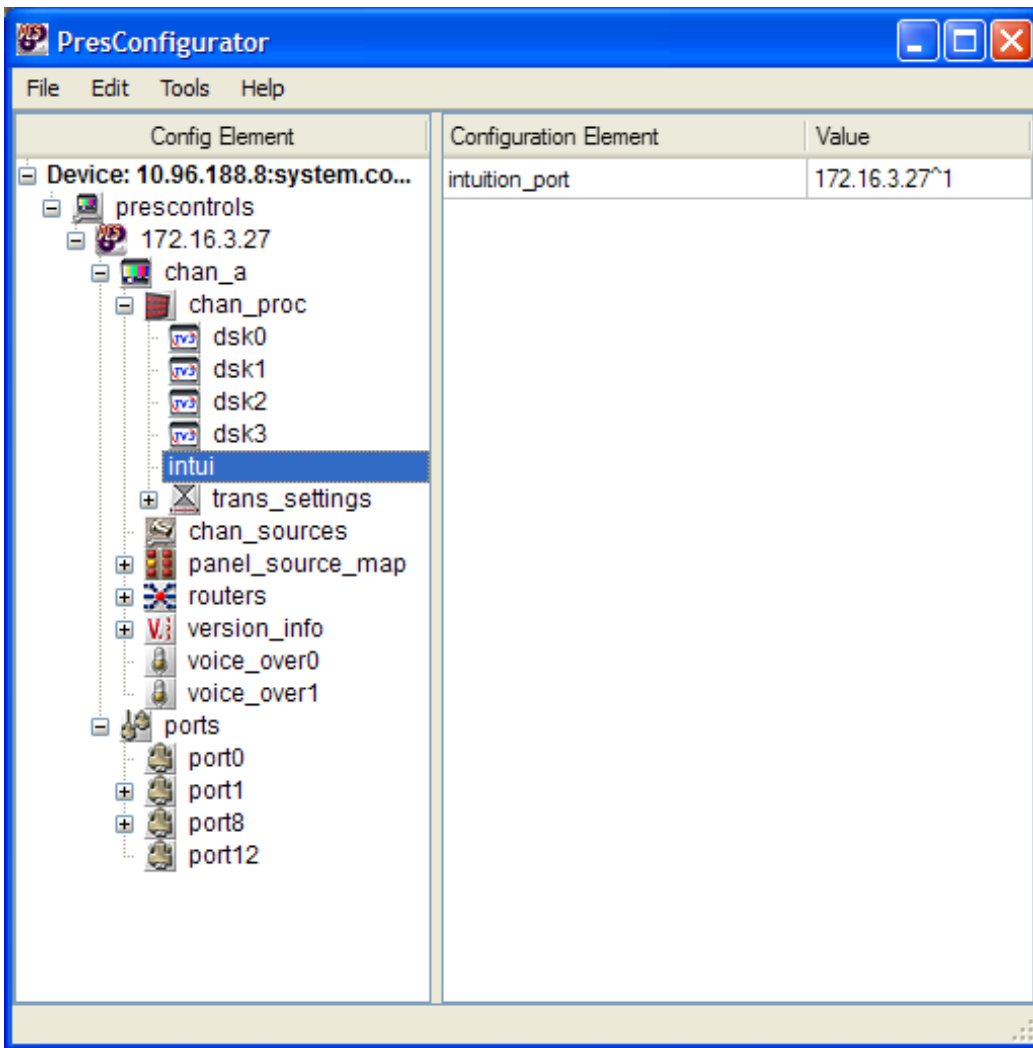 PresConfigurator
File Edit Tools Help
Config Element
Configuration Element Value
Device: 10.96.188.8:system.co...
intuition_port 172.16.3.27^1
prescontrols
172.16.3.27
chan_a
chan_proc
dsk0
dsk1
dsk2
dsk3
intui
trans_settings
chan_sources
panel_source_map
routers
version_info
voice_over0
voice_over1
ports
port0
port1
port8
port12